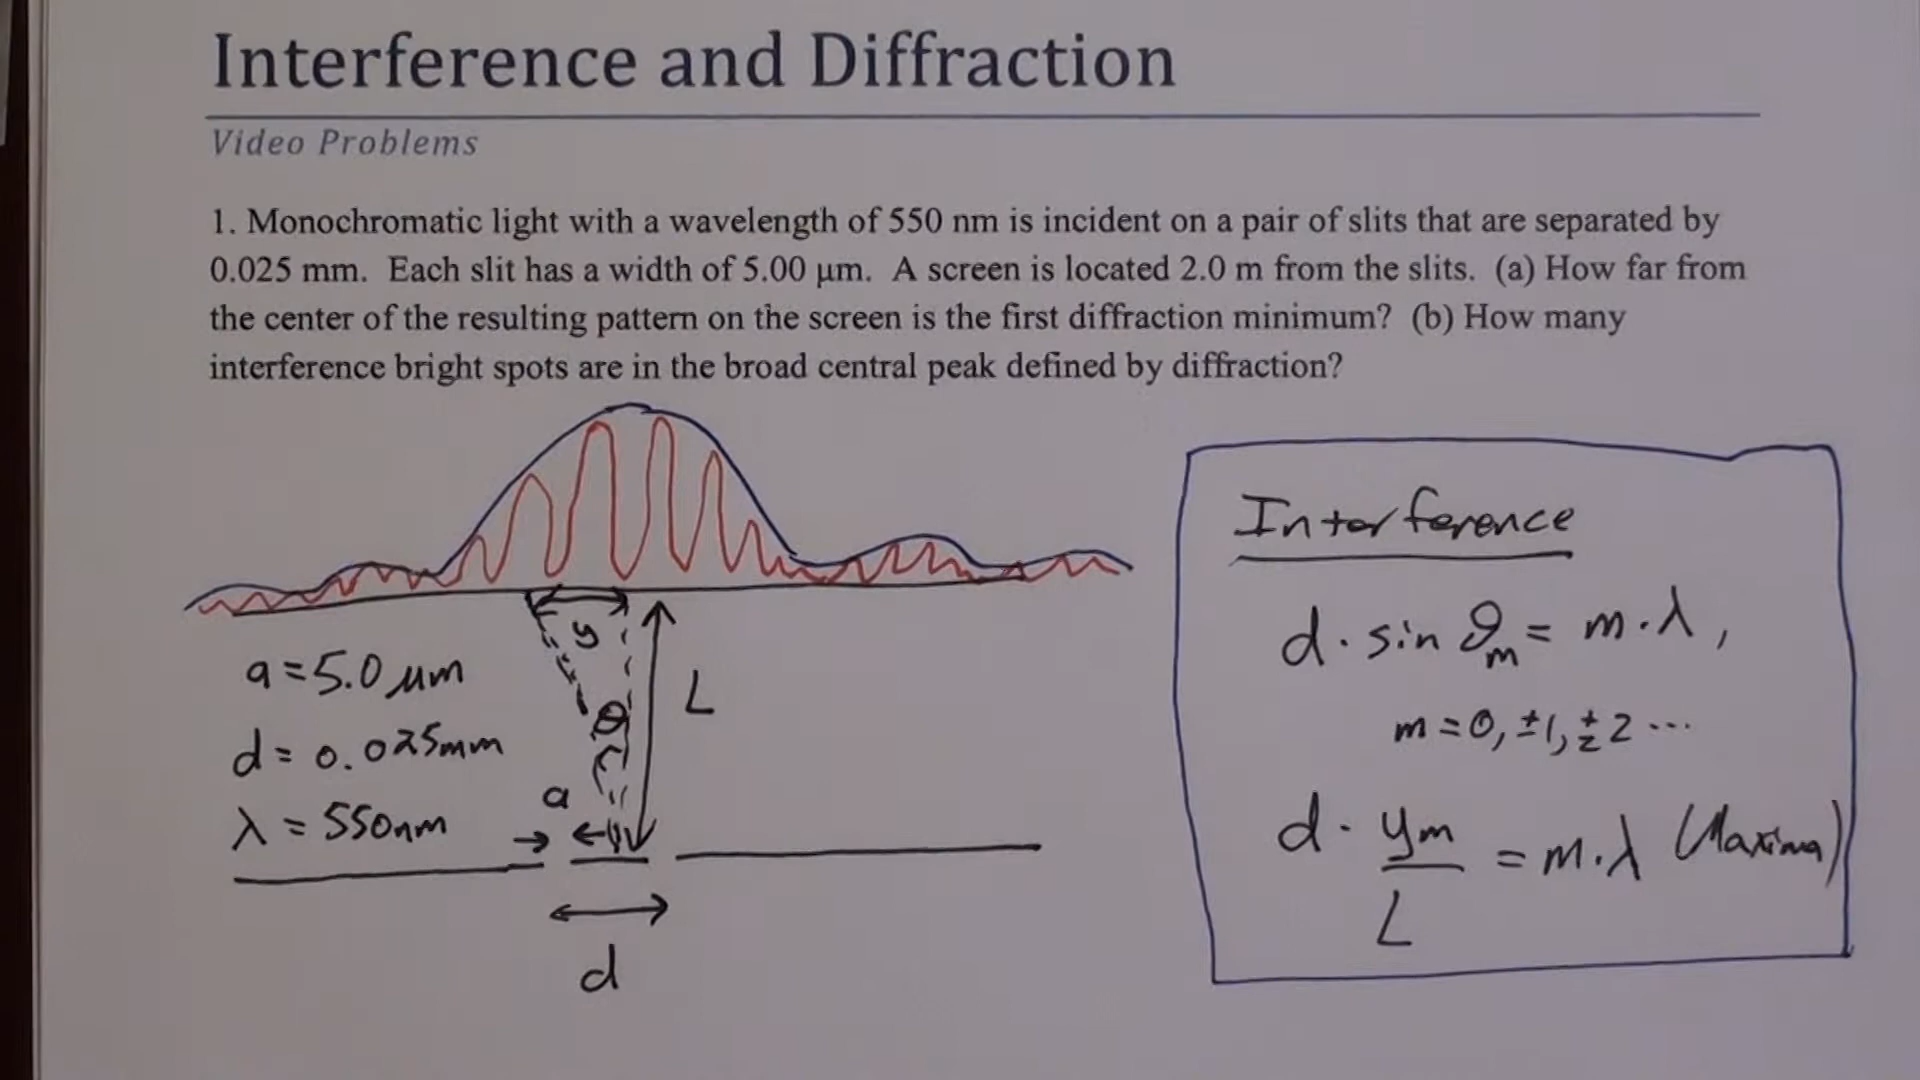 Interference and Diffraction
Video Problems
1. Monochromatic light with a wavelength of 550 nm is incident on a pair of slits that are separated by
0.025 mm. Each slit has a width of 5.00 μm. A screen is located 2.0 m from the slits. (a) How far from
the center of the resulting pattern on the screen is the first diffraction minimum? (b) How many
interference bright spots are in the broad central peak defined by diffraction?
y
θ
L
a = 5.0 μm
d = 0.025mm
λ = 550nm
a
d
Interference
d · sin θm = m · λ,
m = 0, ±1, ±2 ...
d · ym / L = m · λ (Maxima)